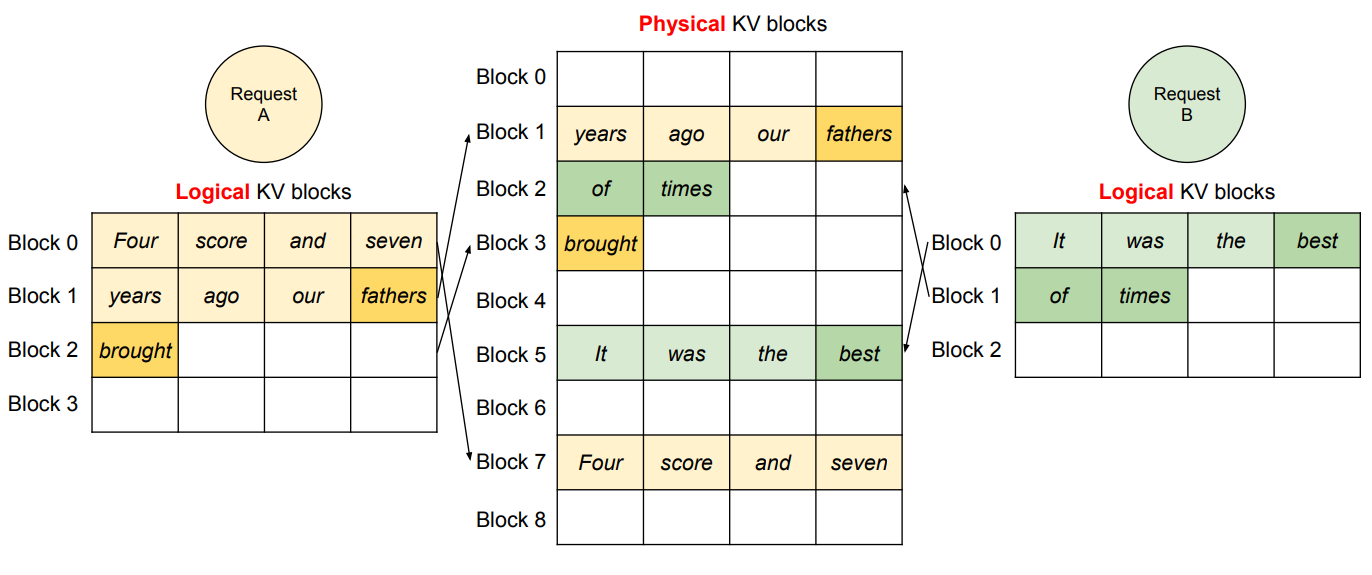 Physical KV blocks
Request
A
Logical KV blocks
Block 0 Four score and seven
Block 1 years ago our fathers
Block 2 brought
Block 3
Block 0
Block 1 years ago our fathers
Block 2 of times
Block 3 brought
Block 4
Block 5 It was the best
Block 6
Block 7 Four score and seven
Block 8
Request
B
Logical KV blocks
Block 0 It was the best
Block 1 of times
Block 2